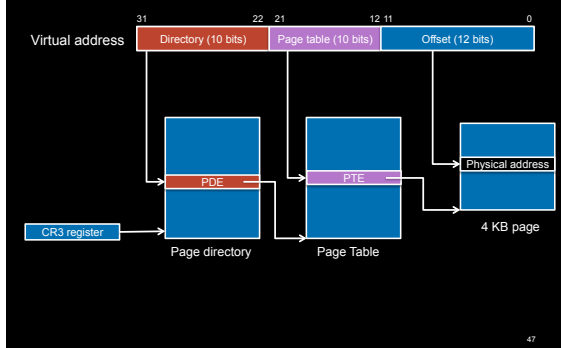 31 22 21 12 11 0
Virtual address Directory (10 bits) Page table (10 bits) Offset (12 bits)
Physical address
PDE PTE
4 KB page
CR3 register
Page directory Page Table
47